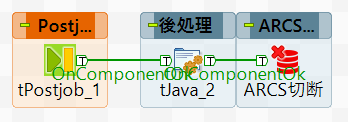 Postj...
後処理
ARCS...
T
T
T
T
OnComponentOk
OnComponentOk
tPostjob_1
tJava_2
ARCS切断